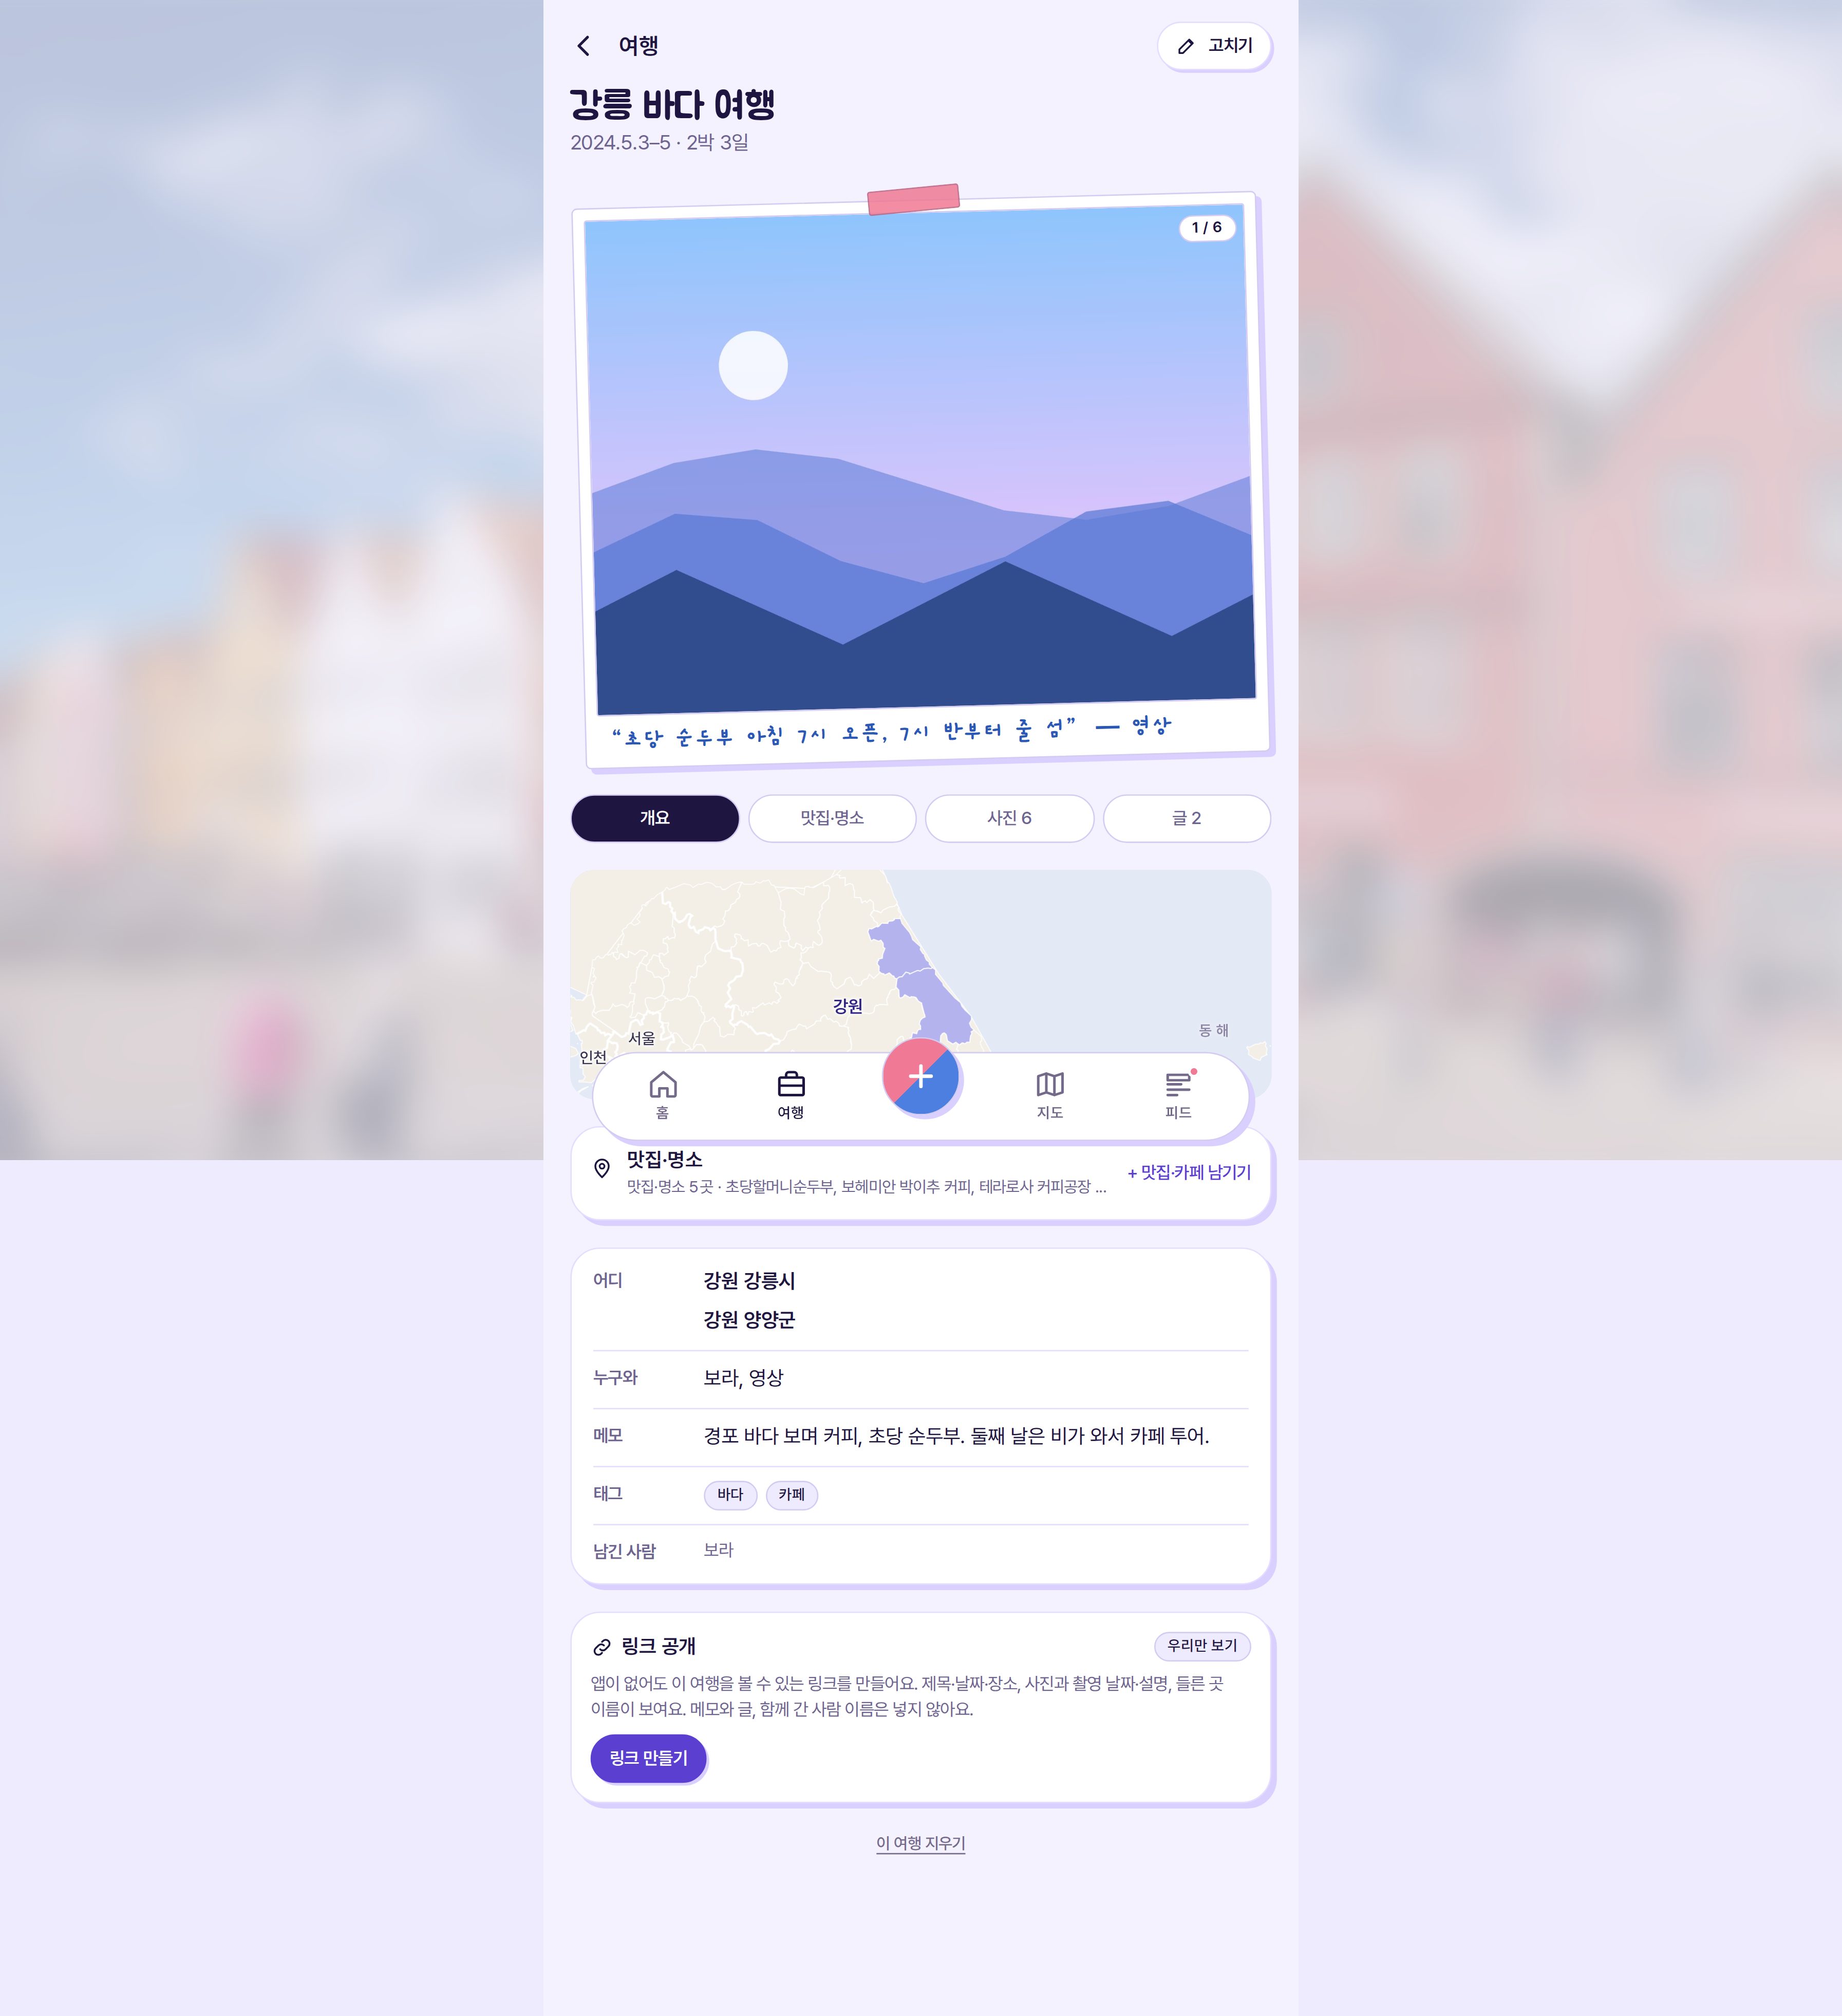 여행
고치기
강릉 바다 여행
2024.5.3–5 · 2박 3일
1 / 6
“초당 순두부 아침 7시 오픈, 7시 반부터 줄 섬” — 영상
개요
맛집·명소
사진 6
글 2
강원
동 해
서울
인천
홈
여행
지도
피드
맛집·명소
+ 맛집·카페 남기기
맛집·명소 5곳 · 초당할머니순두부, 보헤미안 박이추 커피, 테라로사 커피공장 ...
어디
강원 강릉시
강원 양양군
누구와
보라, 영상
메모
경포 바다 보며 커피, 초당 순두부. 둘째 날은 비가 와서 카페 투어.
태그
바다
카페
남긴 사람
보라
링크 공개
우리만 보기
앱이 없어도 이 여행을 볼 수 있는 링크를 만들어요. 제목·날짜·장소, 사진과 촬영 날짜·설명, 들른 곳
이름이 보여요. 메모와 글, 함께 간 사람 이름은 넣지 않아요.
링크 만들기
이 여행 지우기